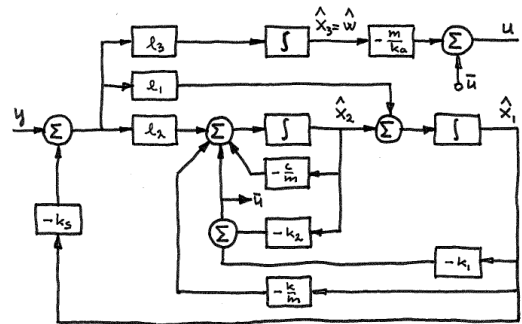 x̂₃=ŵ
ℓ₃
∫
-m/ka
Σ
u
ū
ℓ₁
y
Σ
ℓ₂
Σ
∫
x̂₂
Σ
∫
x̂₁
-c/m
ū
-ks
Σ
-k₂
-k₁
-k/m